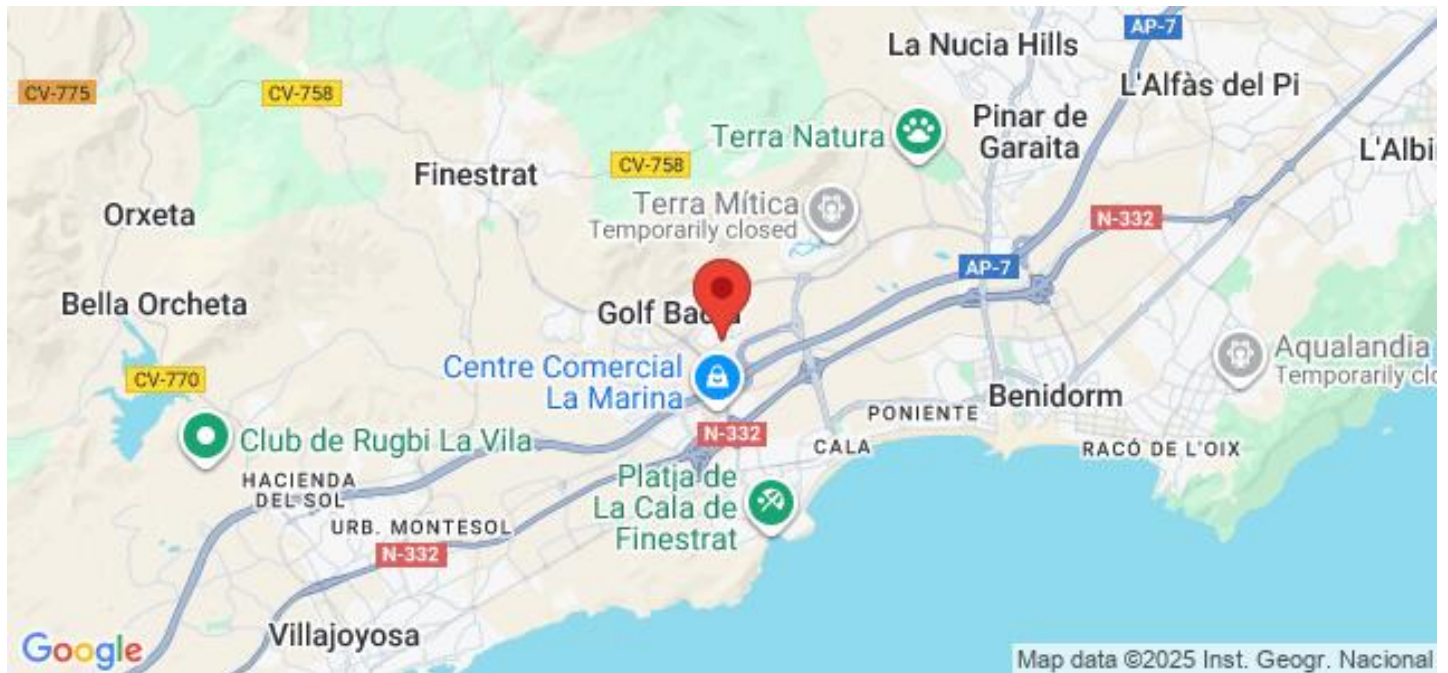 AP-7
La Nucia Hills
CV-775
CV-758
L'Alfàs del Pi
Terra Natura
Pinar de
Garaita
L'Albi
Finestrat
CV-758
Terra Mítica
Temporarily closed
Orxeta
N-332
AP-7
Bella Orcheta
Golf
Centre Comercial
La Marina
Aqualandia
Temporarily clo
CV-770
Benidorm
PONIENTE
Club de Rugbi La Vila
N-332
CALA
RACÓ DE L'OIX
HACIENDA
DEL SOL
Platja de
La Cala de
Finestrat
URB. MONTESOL
N-332
Villajoyosa
Google
Map data ©2025 Inst. Geogr. Nacional